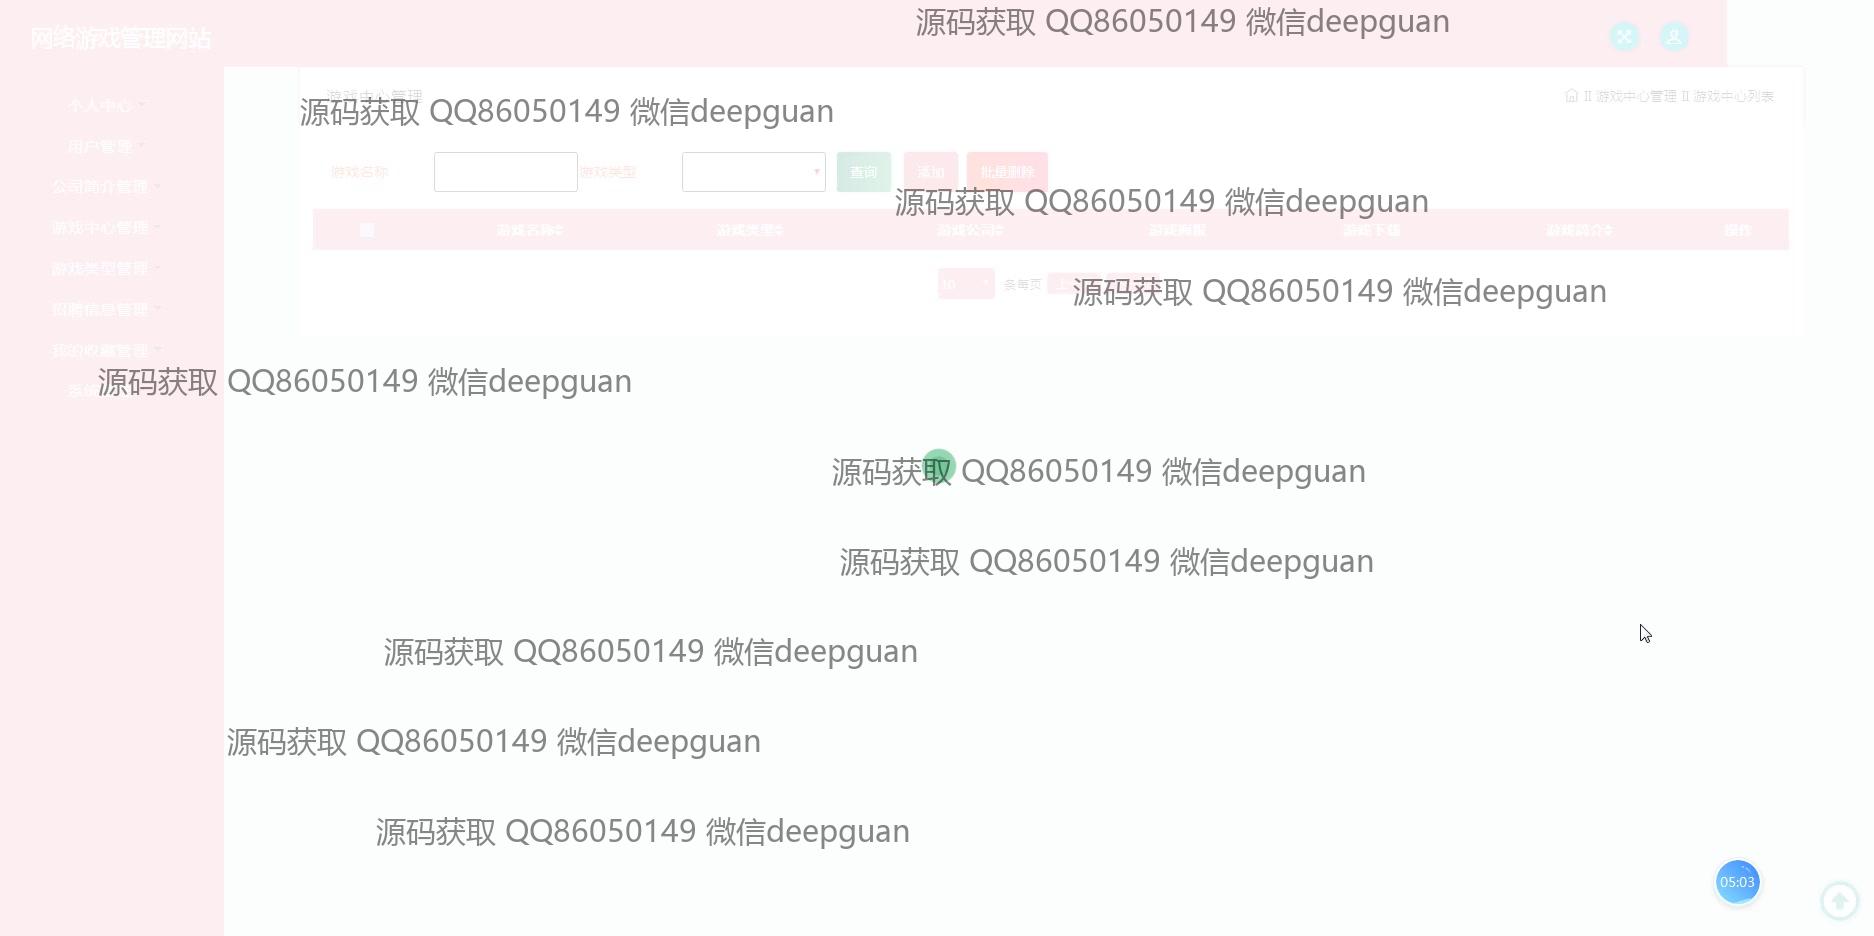 源码获取 QQ86050149 微信deepguan
网络游戏管理网站
游戏中心管理
游戏中心管理 II 游戏中心列表
源码获取 QQ86050149 微信deepguan
个人中心
用户管理
公司简介管理
游戏中心管理
游戏类型管理
招聘信息管理
我的收藏管理
游戏名称 游戏类型 查询 添加 批量删除
源码获取 QQ86050149 微信deepguan
游戏名称 游戏类型 游戏公司 游戏海报 游戏下载 游戏简介 操作
10 条每页
源码获取 QQ86050149 微信deepguan
源码获取 QQ86050149 微信deepguan
源码获取 QQ86050149 微信deepguan
源码获取 QQ86050149 微信deepguan
源码获取 QQ86050149 微信deepguan
源码获取 QQ86050149 微信deepguan
源码获取 QQ86050149 微信deepguan
05:03